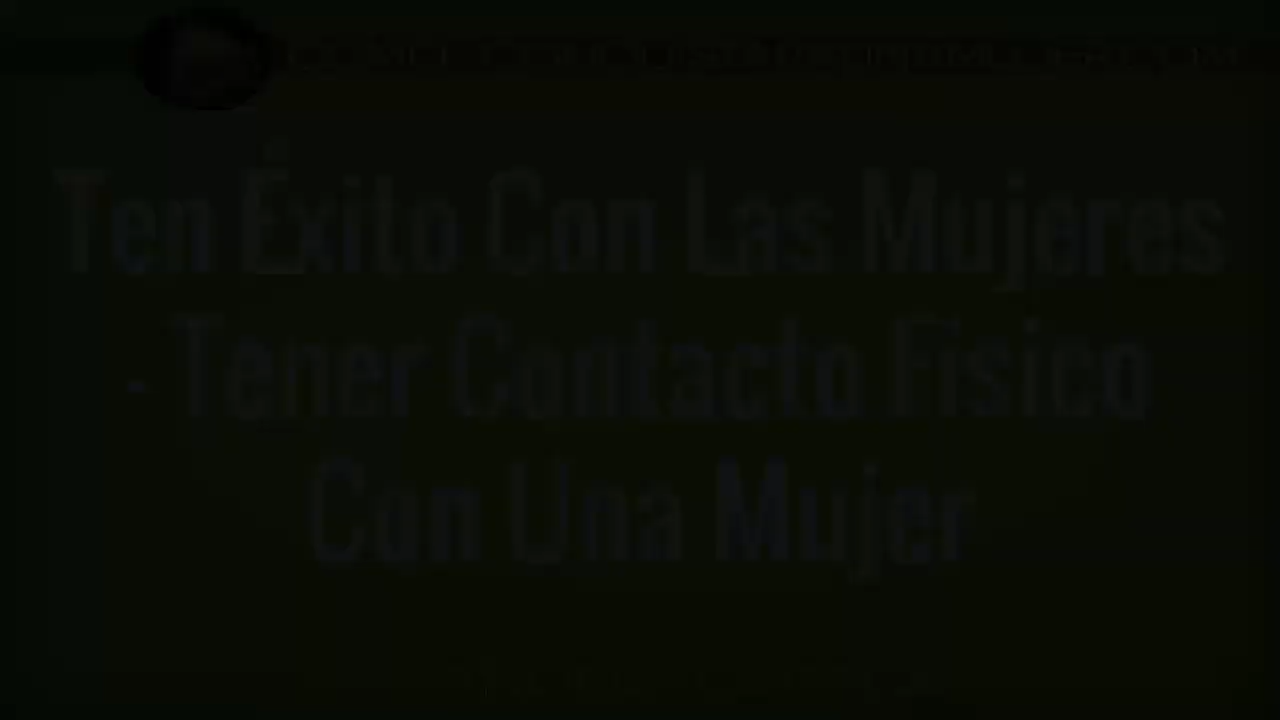 Ten Éxito Con Las Mujeres
- Tener Contacto Físico
Con Una Mujer